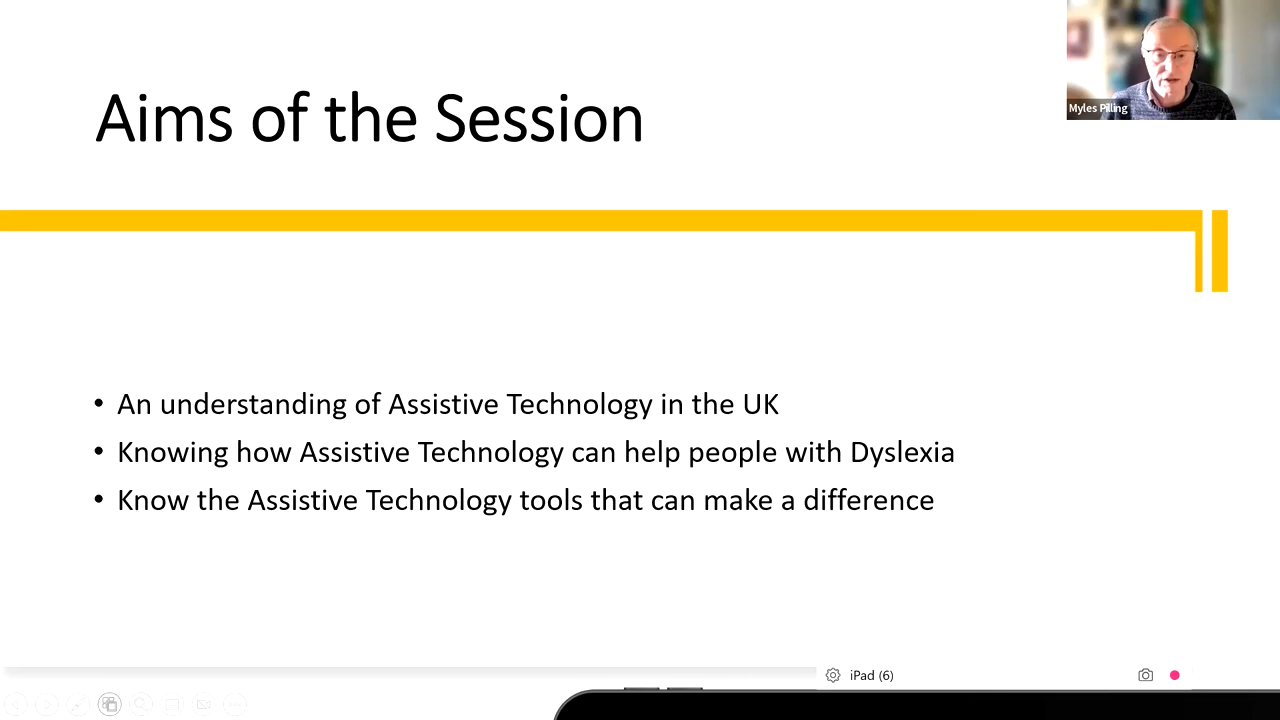 Aims of the Session
Myles Pilling
• An understanding of Assistive Technology in the UK
• Knowing how Assistive Technology can help people with Dyslexia
• Know the Assistive Technology tools that can make a difference
iPad (6)